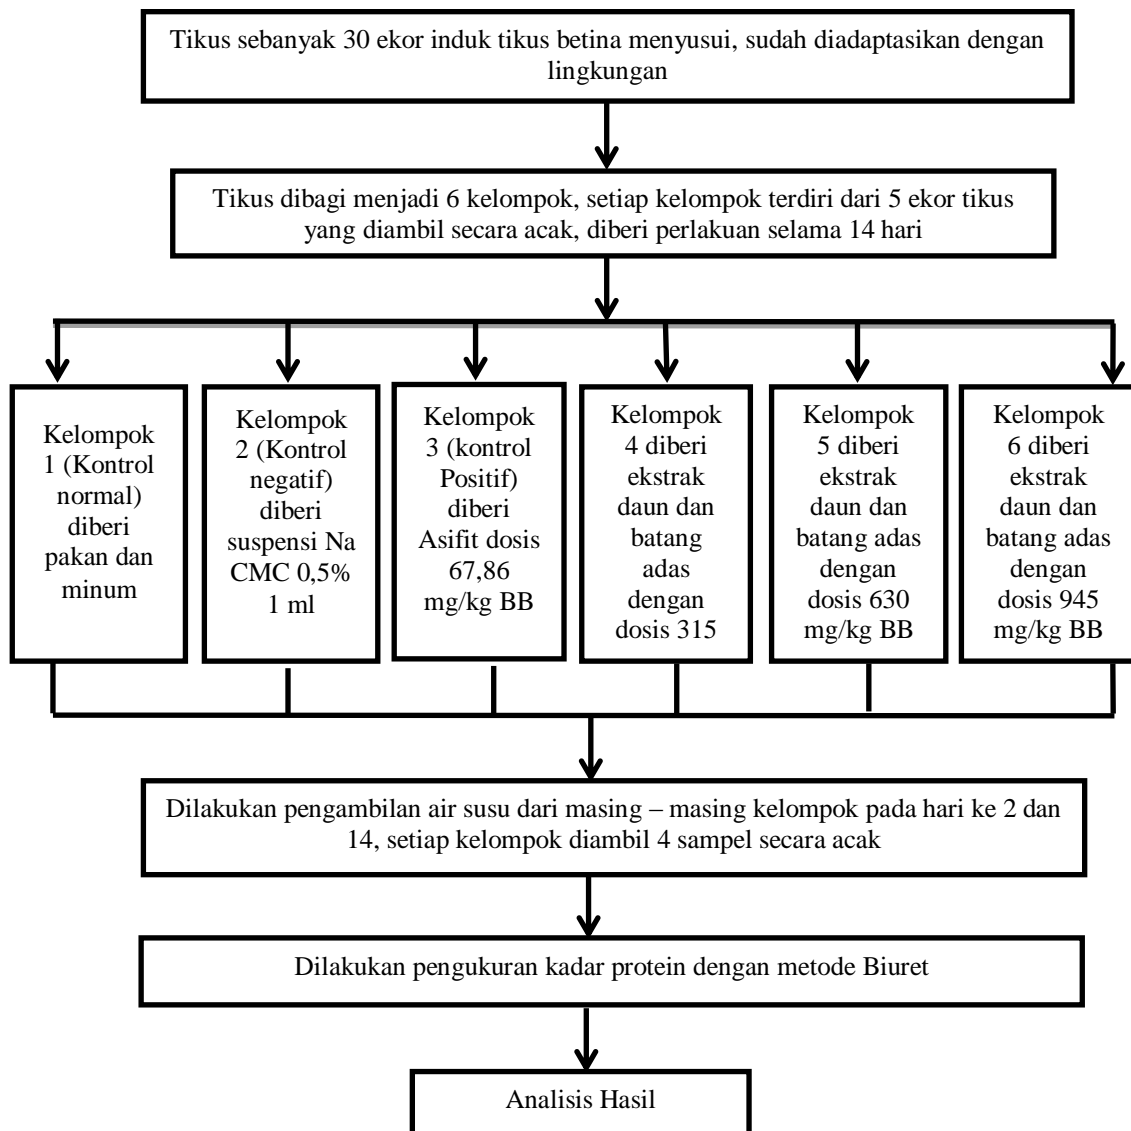 Tikus sebanyak 30 ekor induk tikus betina menyusui, sudah diadaptasikan dengan
lingkungan
Tikus dibagi menjadi 6 kelompok, setiap kelompok terdiri dari 5 ekor tikus
yang diambil secara acak, diberi perlakuan selama 14 hari
Kelompok
1 (Kontrol
normal)
diberi
pakan dan
minum
Kelompok
2 (Kontrol
negatif)
diberi
suspensi Na
CMC 0,5%
1 ml
Kelompok
3 (kontrol
Positif)
diberi
Asifit dosis
67,86
mg/kg BB
Kelompok
4 diberi
ekstrak
daun dan
batang
adas
dengan
dosis 315
Kelompok
5 diberi
ekstrak
daun dan
batang adas
dengan
dosis 630
mg/kg BB
Kelompok
6 diberi
ekstrak
daun dan
batang adas
dengan
dosis 945
mg/kg BB
Dilakukan pengambilan air susu dari masing – masing kelompok pada hari ke 2 dan
14, setiap kelompok diambil 4 sampel secara acak
Dilakukan pengukuran kadar protein dengan metode Biuret
Analisis Hasil